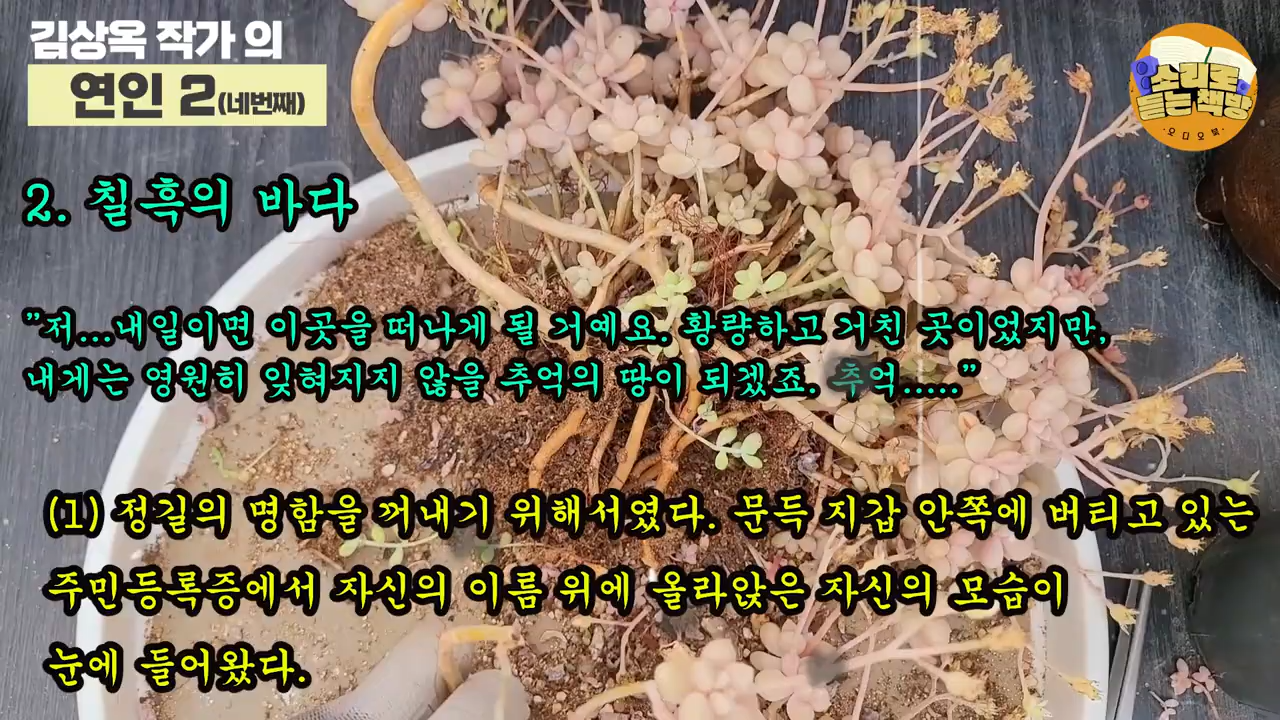 김상옥 작가 의
연인 2(네번째)
소리로
듣는 책방
·오디오북·
2. 칠흑의 바다
"저...내일이면 이곳을 떠나게 될 거예요. 황량하고 거친 곳이었지만,
내게는 영원히 잊혀지지 않을 추억의 땅이 되겠죠. 추억....."
(1) 정길의 명함을 꺼내기 위해서였다. 문득 지갑 안쪽에 버티고 있는
주민등록증에서 자신의 이름 위에 올라앉은 자신의 모습이
눈에 들어왔다.